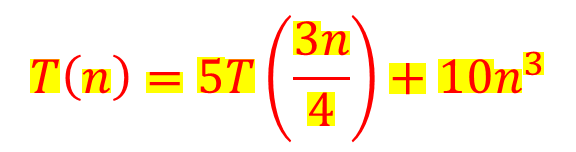 T(n) = 5T(3n/4) + 10n³